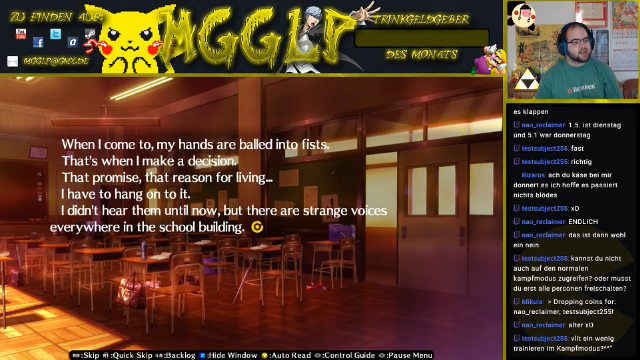 ZU FINDEN AUF:
MGGLP@GMX.DE
MGGLP
TRINKGELDGEBER
DES MONATS
When I come to, my hands are balled into fists.
That's when I make a decision.
That promise, that reason for living...
I have to hang on to it.
I didn't hear them until now, but there are strange voices
everywhere in the school building.
:Skip :Quick Skip :Backlog :Hide Window :Auto Read :Control Guide :Pause Menu
es klappen
nao_reclaimer: 1.5. ist dienstag
und 5.1 war donnerstag
testsubject255: fast
testsubject255: richtig
Rizarus: ach du käse bei mir
donnert es ich hoffe es passiert
nichts blödes
testsubject255: xD
nao_reclaimer: ENDLICH
nao_reclaimer: das ist dann wohl
ein nein
testsubject255: kannst du nicht
auch auf den normalen
kampfmodus zugreifen? oder musst
du erst alle personen freischalten?
Mikuia: > Dropping coins for:
nao_reclaimer, testsubject255!
nao_reclaimer: alter xD
testsubject255: vllt ein wenig
trainieren im Kampfmodus?^^"